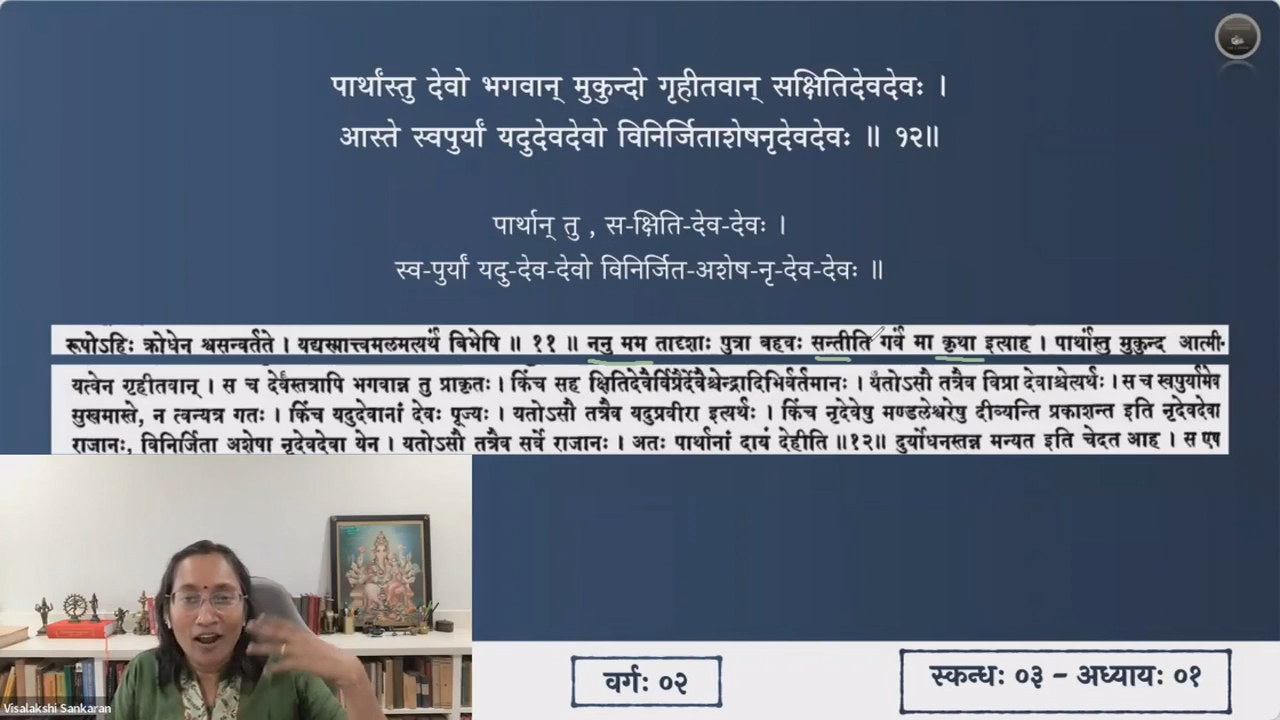 पार्थांस्तु देवो भगवान् मुकुन्दो गृहीतवान् सक्षितिदेवदेवः ।
आस्ते स्वपुर्यां यदुदेवदेवो विनिर्जिताशेषनृदेवदेवः ॥ १२॥
पार्थान् तु , स-क्षिति-देव-देवः ।
स्व-पुर्यां यदु-देव-देवो विनिर्जित-अशेष-नृ-देव-देवः ॥
रूपोऽहिः क्रोधेन श्वसन्वर्तते । यद्यस्मात्त्वमलमत्यर्थं बिभेषि ॥ ११ ॥ ननु मम तादृशाः पुत्रा बहवः सन्तीति गर्वं मा कृथा इत्याह । पार्थांस्तु मुकुन्द आत्मी-
यत्वेन गृहीतवान् । स च देवस्तत्रापि भगवान्न तु प्राकृतः । किंच सह क्षितिदेवैर्विप्रैर्देवैश्चेन्द्रादिभिर्वर्तमानः । यतोऽसौ तत्रैव विप्रा देवाश्चेत्यर्थः । स च स्वपुर्यामेव
सुखमास्ते, न त्वन्यत्र गतः । किंच यदुदेवानां देवः पूज्यः । यतोऽसौ तत्रैव यदुप्रवीरा इत्यर्थः । किंच नृदेवेषु मण्डलेश्वरेषु दीव्यन्ति प्रकाशन्त इति नृदेवदेवा
राजानः, विनिर्जिता अशेषा नृदेवदेवा येन । यतोऽसौ तत्रैव सर्वे राजानः । अतः पार्थानां दायं देहीति ॥१२॥ दुर्योधनस्तन्न मन्यत इति चेदत आह । स एष
Visalakshi Sankaran
वर्गः ०२
स्कन्धः ०३ – अध्यायः ०१